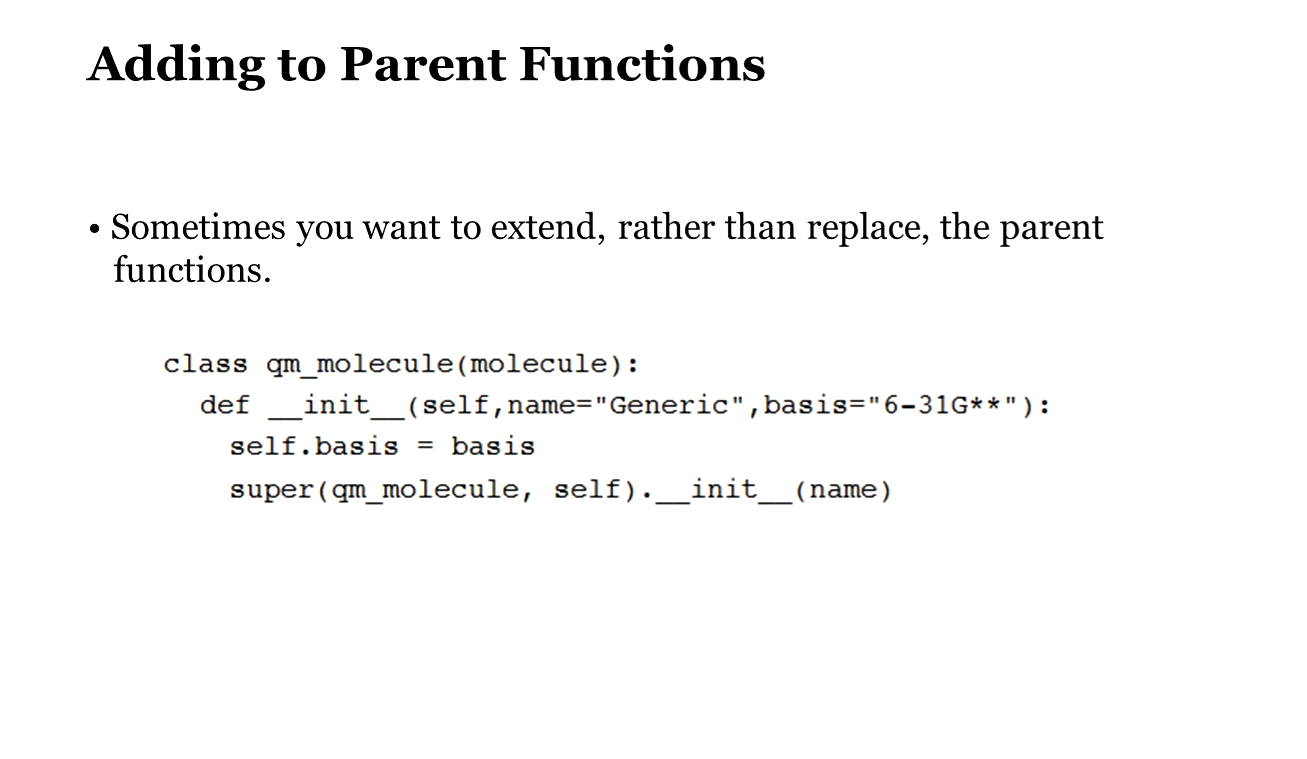 Adding to Parent Functions
• Sometimes you want to extend, rather than replace, the parent
functions.
class qm_molecule(molecule):
def __init__(self,name="Generic",basis="6-31G**"):
self.basis = basis
super(qm_molecule, self).__init__(name)